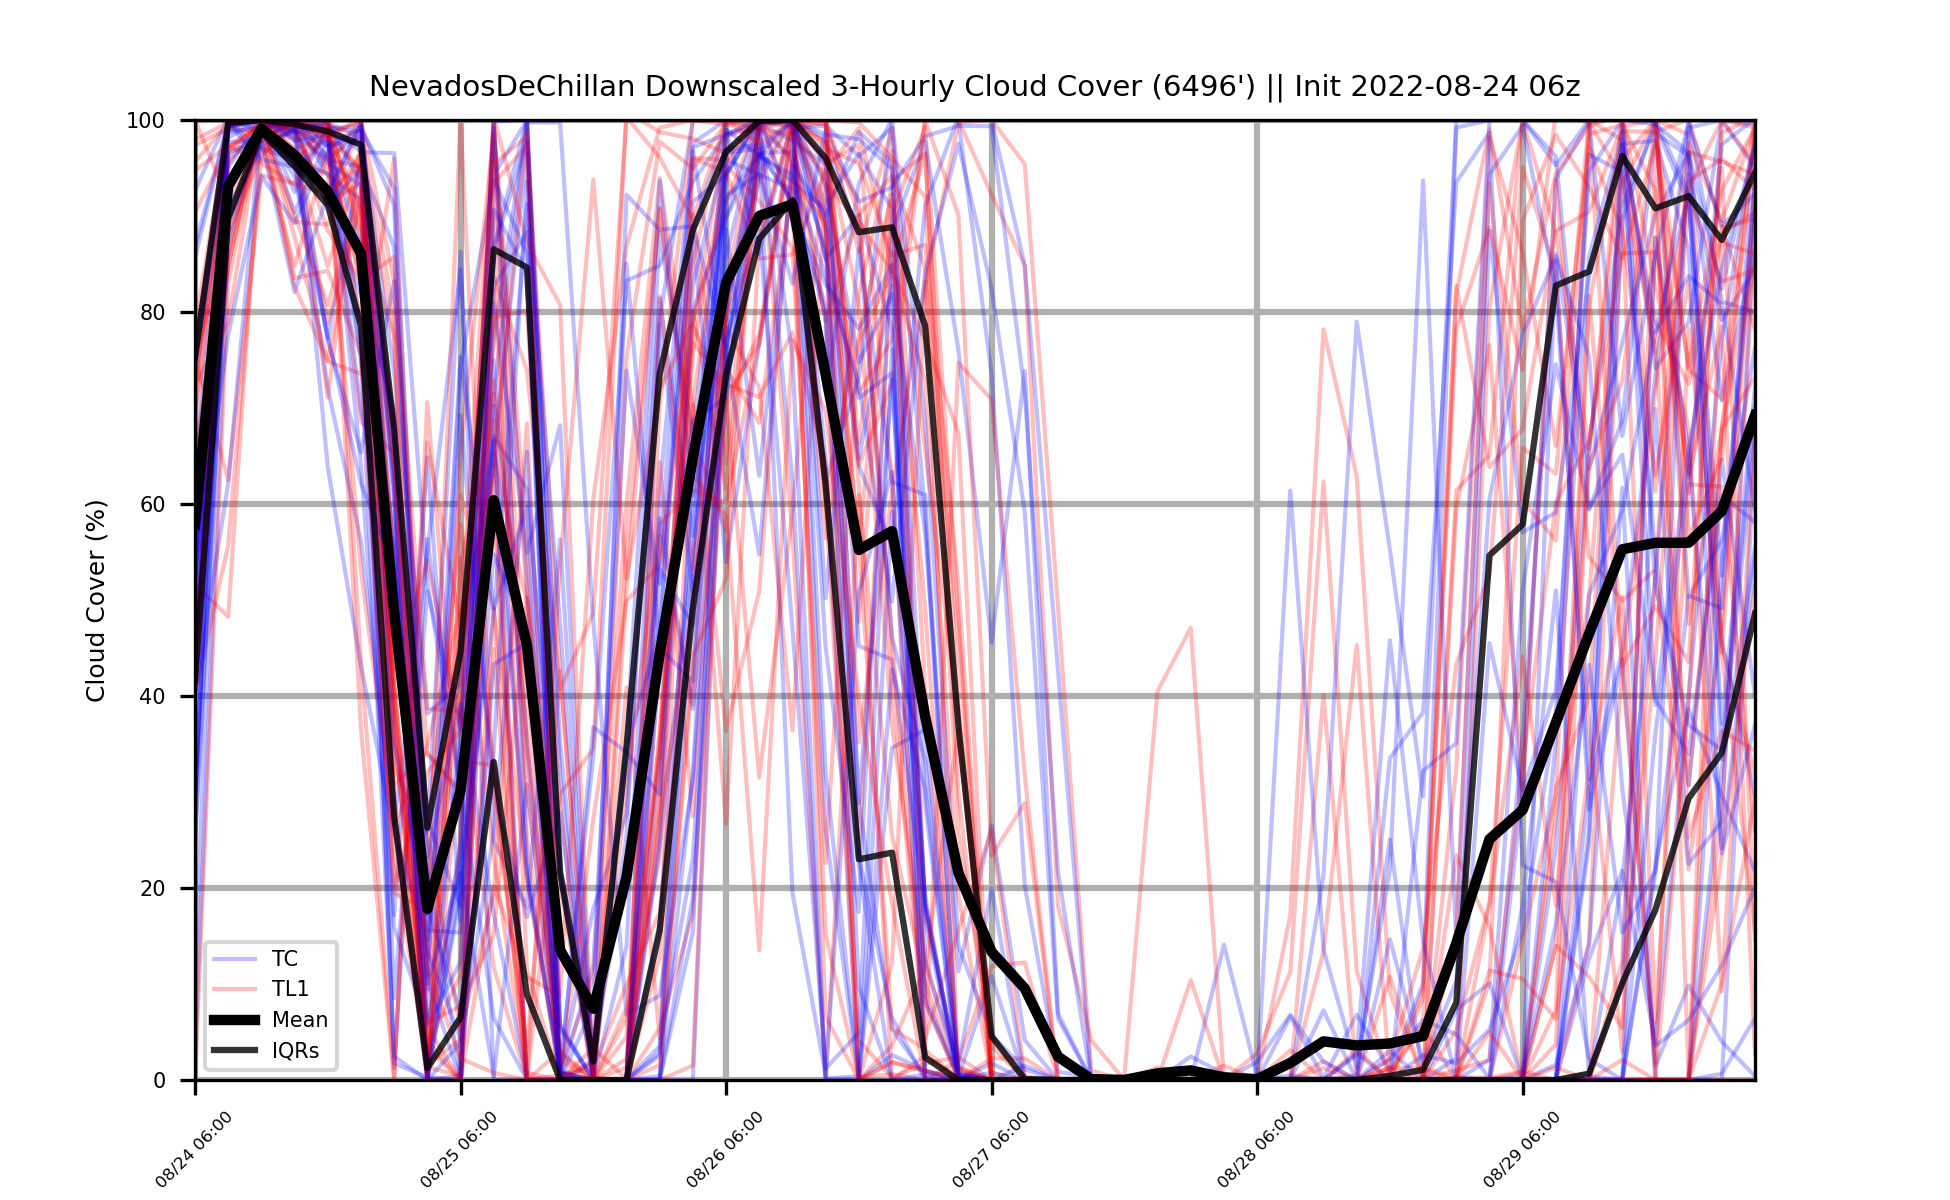 NevadosDeChillan Downscaled 3-Hourly Cloud Cover (6496') || Init 2022-08-24 06z
Cloud Cover (%)
100
80
60
40
20
0
TC
TL1
Mean
IQRs
08/24 06:00
08/25 06:00
08/26 06:00
08/27 06:00
08/28 06:00
08/29 06:00